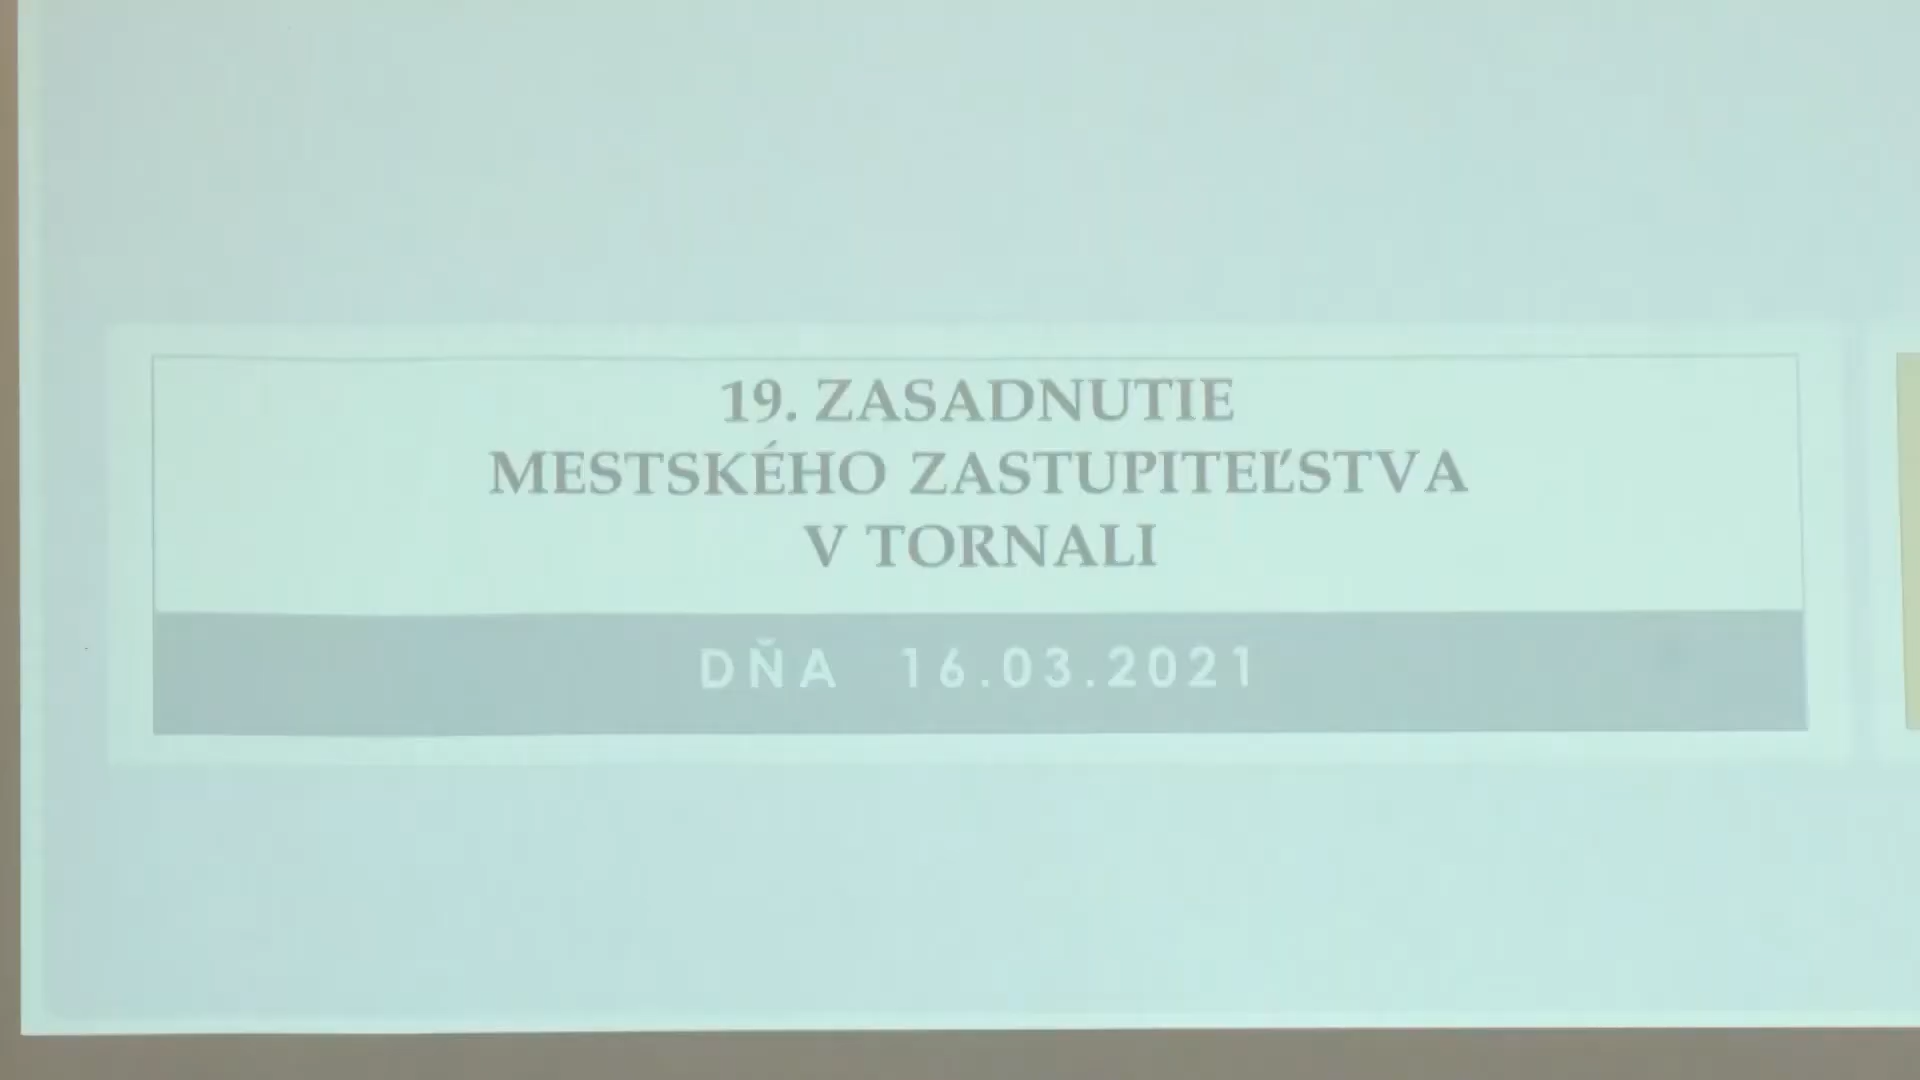 19. ZASADNUTIE
MESTSKÉHO ZASTUPITEĽSTVA
V TORNALI
DŇA 16.03.2021